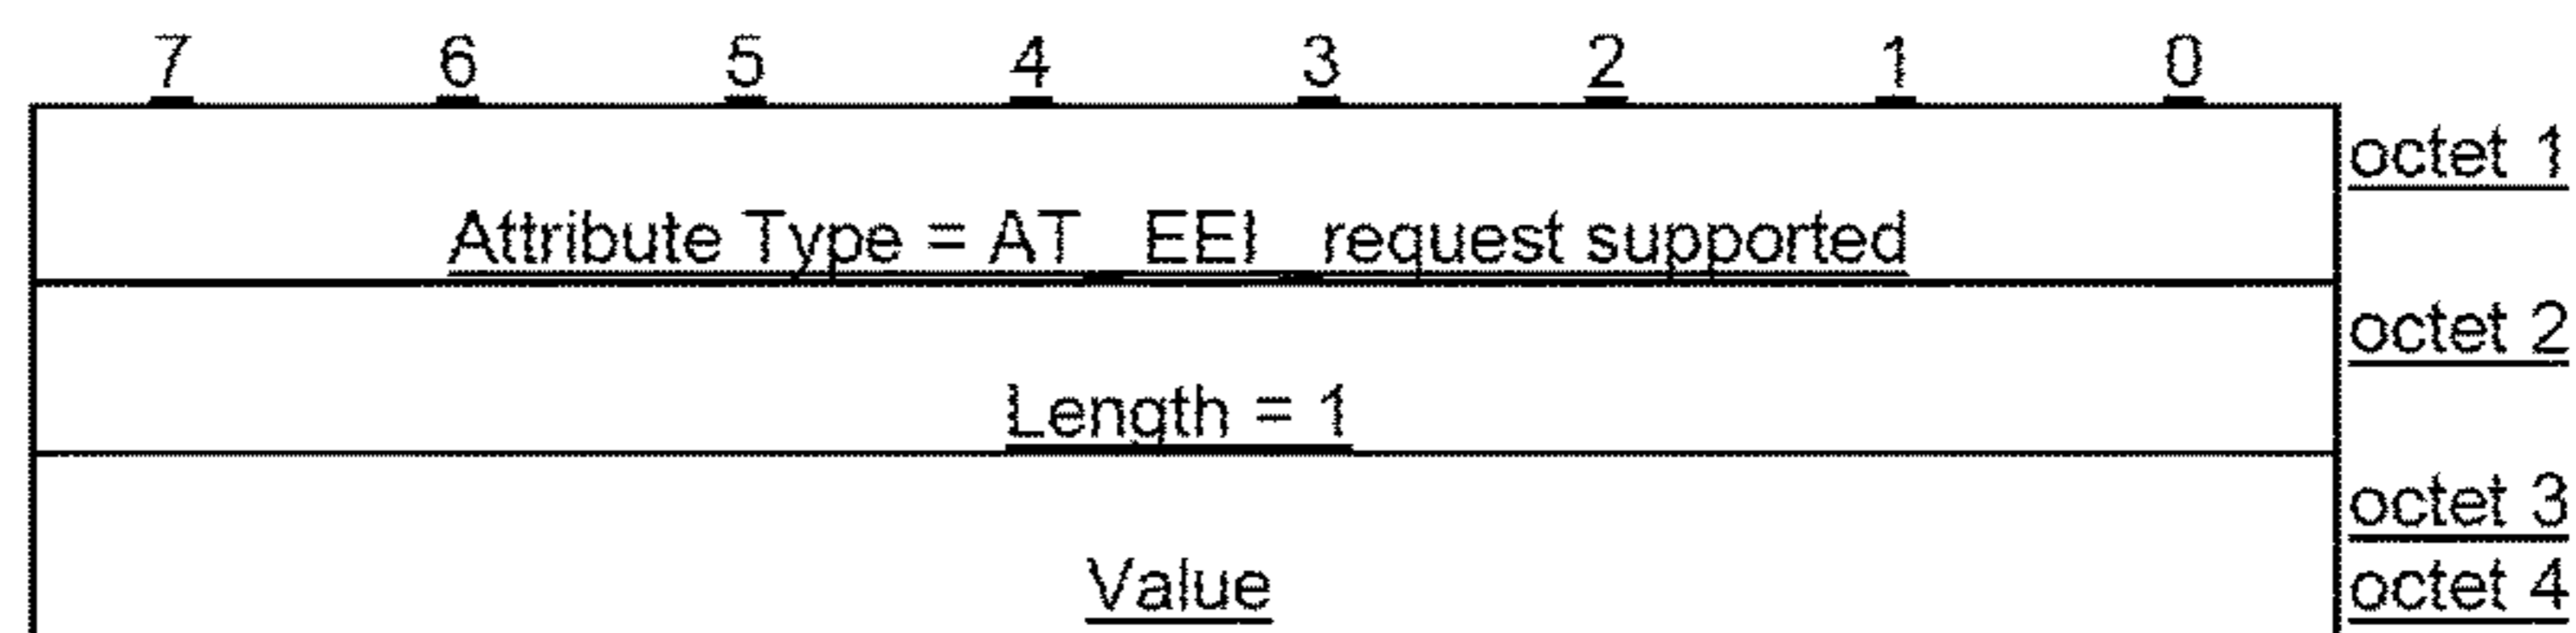 7 6 5 4 3 2 1 0
octet 1
Attribute Type = AT_EEI_request supported
octet 2
Length = 1
octet 3
Value octet 4